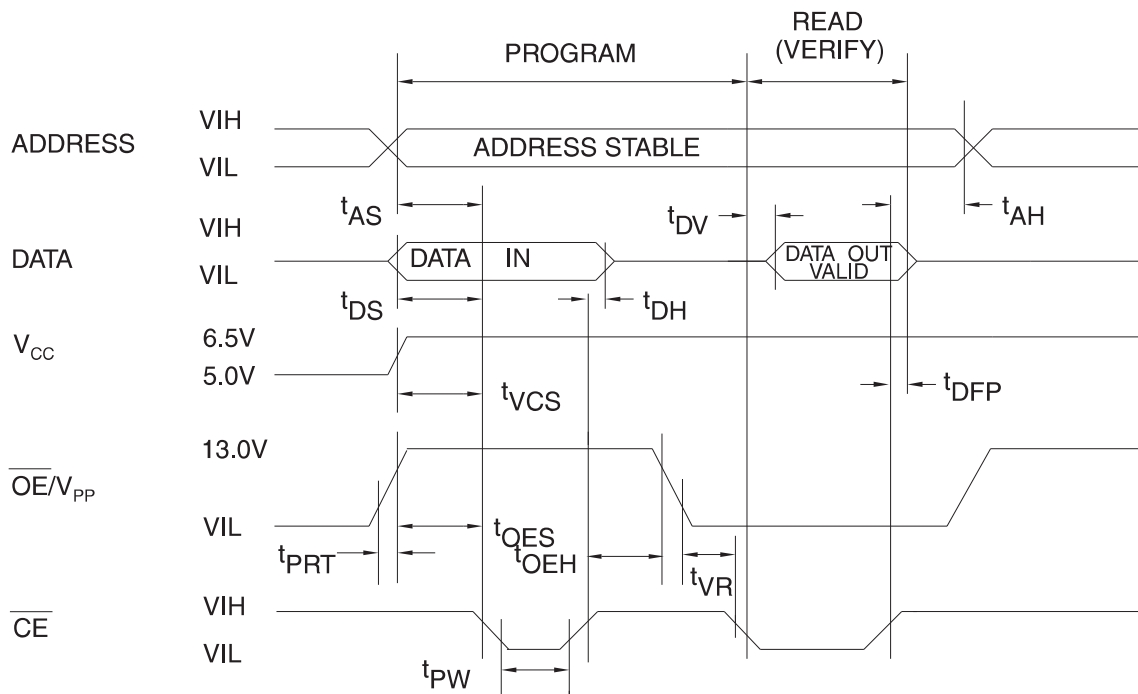 READ
(VERIFY)
PROGRAM
ADDRESS
VIH
VIL
ADDRESS STABLE
tAS
tDV
tAH
DATA
VIH
VIL
DATA IN
DATA OUT
VALID
tDS
tDH
VCC
6.5V
5.0V
tVCS
tDFP
OE/VPP
13.0V
VIL
tPRT
tOES
tOEH
tVR
CE
VIH
VIL
tPW